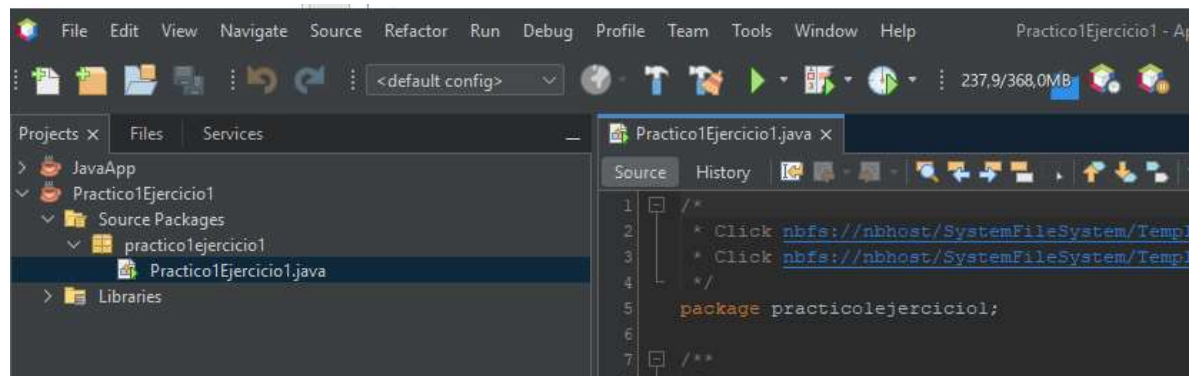 File Edit View Navigate Source Refactor Run Debug Profile Team Tools Window Help Practico1Ejercicio1 - Ap
<default config> 237,9/368,0MB
Projects Files Services
JavaApp
Practico1Ejercicio1
Source Packages
practico1ejercicio1
Practico1Ejercicio1.java
Libraries
Practico1Ejercicio1.java
Source History
1 /*
2 * Click nbfs://nbhost/SystemFileSystem/Templ
3 * Click nbfs://nbhost/SystemFileSystem/Templ
4 */
5 package practico1ejercicio1;
6
7 /**